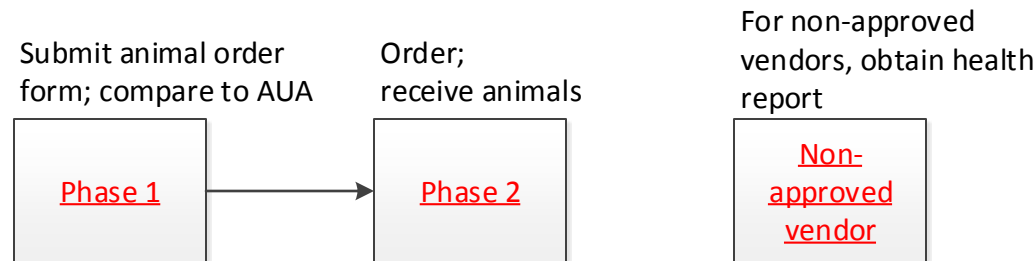 Submit animal order
form; compare to AUA
Order;
receive animals
For non-approved
vendors, obtain health
report
Phase 1
Phase 2
Non-
approved
vendor